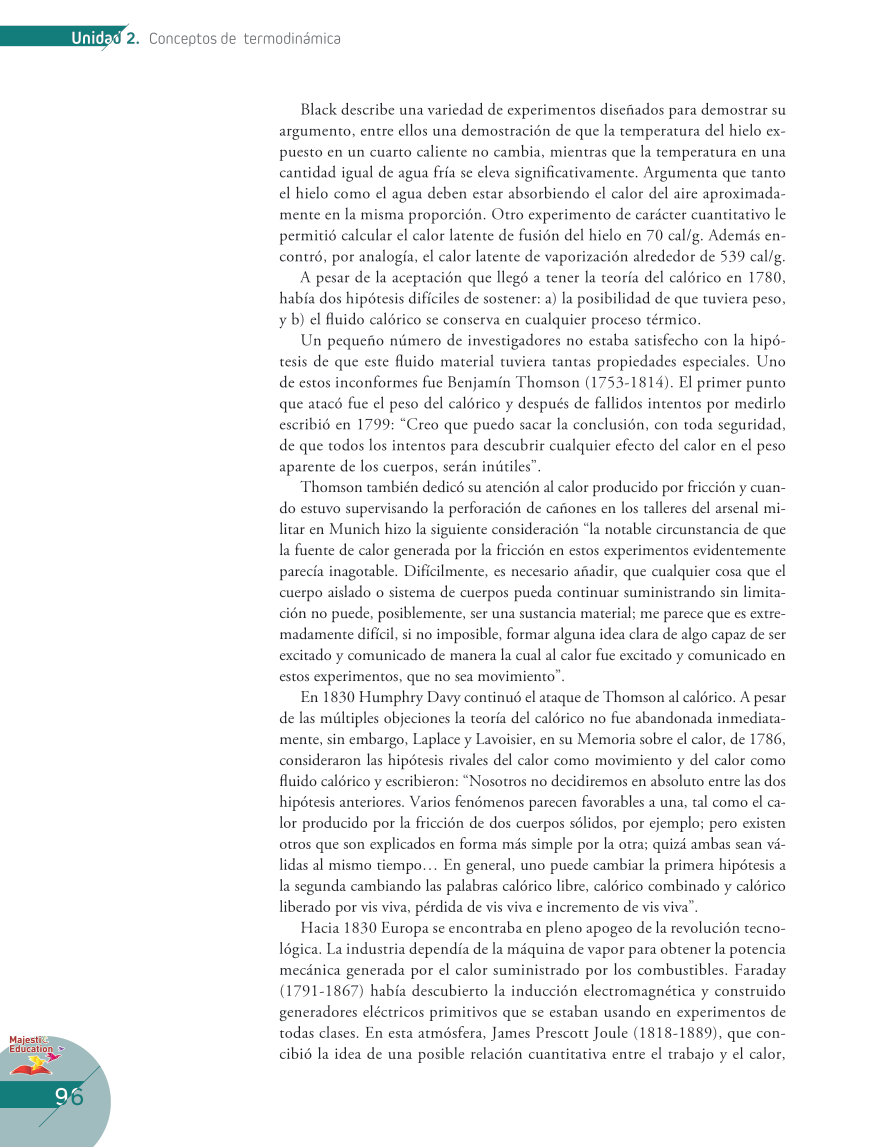 Unidad 2. Conceptos de termodinámica
Black describe una variedad de experimentos diseñados para demostrar su
argumento, entre ellos una demostración de que la temperatura del hielo ex-
puesto en un cuarto caliente no cambia, mientras que la temperatura en una
cantidad igual de agua fría se eleva significativamente. Argumenta que tanto
el hielo como el agua deben estar absorbiendo el calor del aire aproximada-
mente en la misma proporción. Otro experimento de carácter cuantitativo le
permitió calcular el calor latente de fusión del hielo en 70 cal/g. Además en-
contró, por analogía, el calor latente de vaporización alrededor de 539 cal/g.
A pesar de la aceptación que llegó a tener la teoría del calórico en 1780,
había dos hipótesis difíciles de sostener: a) la posibilidad de que tuviera peso,
y b) el fluido calórico se conserva en cualquier proceso térmico.
Un pequeño número de investigadores no estaba satisfecho con la hipó-
tesis de que este fluido material tuviera tantas propiedades especiales. Uno
de estos inconformes fue Benjamín Thomson (1753-1814). El primer punto
que atacó fue el peso del calórico y después de fallidos intentos por medirlo
escribió en 1799: “Creo que puedo sacar la conclusión, con toda seguridad,
de que todos los intentos para descubrir cualquier efecto del calor en el peso
aparente de los cuerpos, serán inútiles”.
Thomson también dedicó su atención al calor producido por fricción y cuan-
do estuvo supervisando la perforación de cañones en los talleres del arsenal mi-
litar en Munich hizo la siguiente consideración “la notable circunstancia de que
la fuente de calor generada por la fricción en estos experimentos evidentemente
parecía inagotable. Difícilmente, es necesario añadir, que cualquier cosa que el
cuerpo aislado o sistema de cuerpos pueda continuar suministrando sin limita-
ción no puede, posiblemente, ser una sustancia material; me parece que es extre-
madamente difícil, si no imposible, formar alguna idea clara de algo capaz de ser
excitado y comunicado de manera la cual al calor fue excitado y comunicado en
estos experimentos, que no sea movimiento”.
En 1830 Humphry Davy continuó el ataque de Thomson al calórico. A pesar
de las múltiples objeciones la teoría del calórico no fue abandonada inmediata-
mente, sin embargo, Laplace y Lavoisier, en su Memoria sobre el calor, de 1786,
consideraron las hipótesis rivales del calor como movimiento y del calor como
fluido calórico y escribieron: “Nosotros no decidiremos en absoluto entre las dos
hipótesis anteriores. Varios fenómenos parecen favorables a una, tal como el ca-
lor producido por la fricción de dos cuerpos sólidos, por ejemplo; pero existen
otros que son explicados en forma más simple por la otra; quizá ambas sean vá-
lidas al mismo tiempo… En general, uno puede cambiar la primera hipótesis a
la segunda cambiando las palabras calórico libre, calórico combinado y calórico
liberado por vis viva, pérdida de vis viva e incremento de vis viva”.
Hacia 1830 Europa se encontraba en pleno apogeo de la revolución tecno-
lógica. La industria dependía de la máquina de vapor para obtener la potencia
mecánica generada por el calor suministrado por los combustibles. Faraday
(1791-1867) había descubierto la inducción electromagnética y construido
generadores eléctricos primitivos que se estaban usando en experimentos de
todas clases. En esta atmósfera, James Prescott Joule (1818-1889), que con-
cibió la idea de una posible relación cuantitativa entre el trabajo y el calor,
Majestic
Education
96